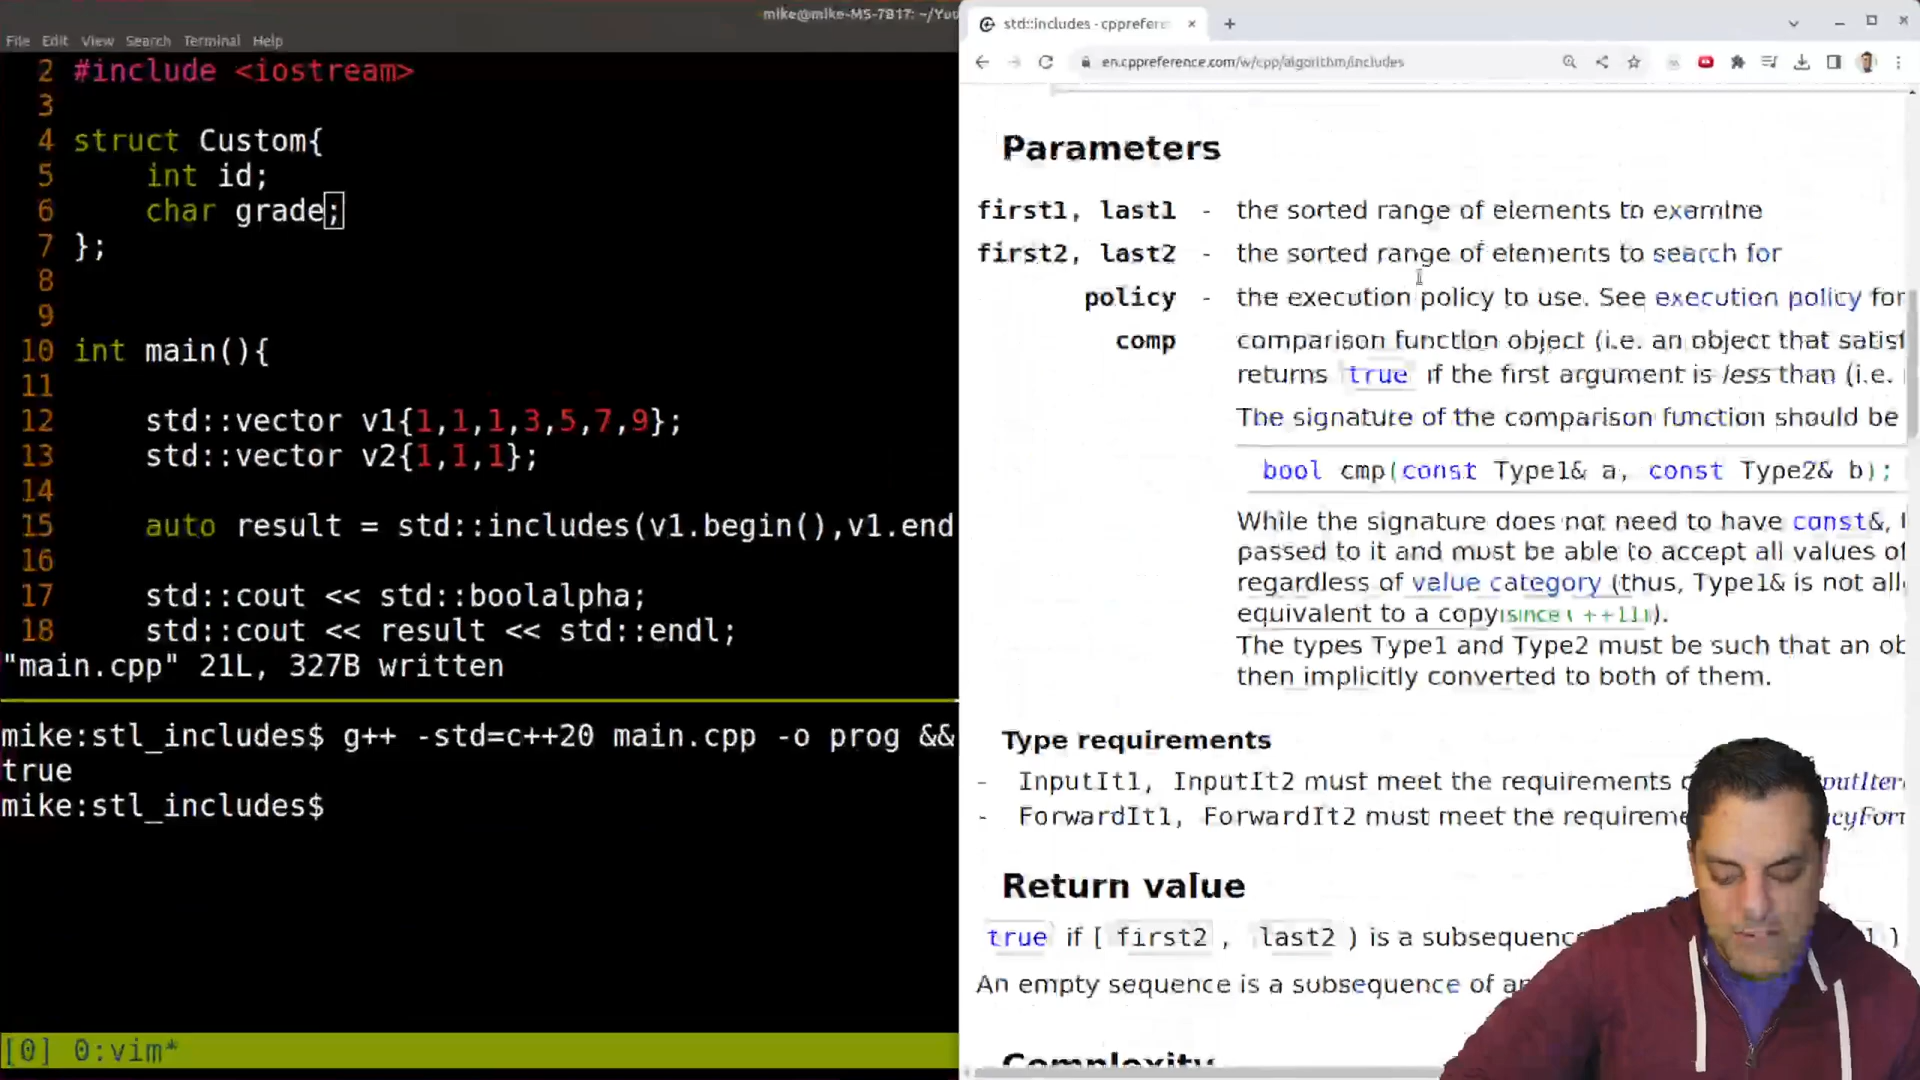 mike@mike-MS-7817: ~/You
File Edit View Search Terminal Help
2 #include <iostream>
3
4 struct Custom{
5 int id;
6 char grade;
7 };
8
9
10 int main(){
11
12 std::vector v1{1,1,1,3,5,7,9};
13 std::vector v2{1,1,1};
14
15 auto result = std::includes(v1.begin(),v1.end
16
17 std::cout << std::boolalpha;
18 std::cout << result << std::endl;
"main.cpp" 21L, 327B written
mike:stl_includes$ g++ -std=c++20 main.cpp -o prog &&
true
mike:stl_includes$
[0] 0:vim*
std::includes - cpprefere
en.cppreference.com/w/cpp/algorithm/includes
Parameters
first1, last1 - the sorted range of elements to examine
first2, last2 - the sorted range of elements to search for
policy - the execution policy to use. See execution policy for
comp - comparison function object (i.e. an object that satisf
returns true if the first argument is less than (i.e.
The signature of the comparison function should be
bool cmp(const Type1& a, const Type2& b);
While the signature does not need to have const&,
passed to it and must be able to accept all values of
regardless of value category (thus, Type1& is not all
equivalent to a copy(since C++11)).
The types Type1 and Type2 must be such that an ob
then implicitly converted to both of them.
Type requirements
- InputIt1, InputIt2 must meet the requirements
- ForwardIt1, ForwardIt2 must meet the requireme
Return value
true if [ first2 , last2 ) is a subsequenc
An empty sequence is a subsequence of an
Complexity